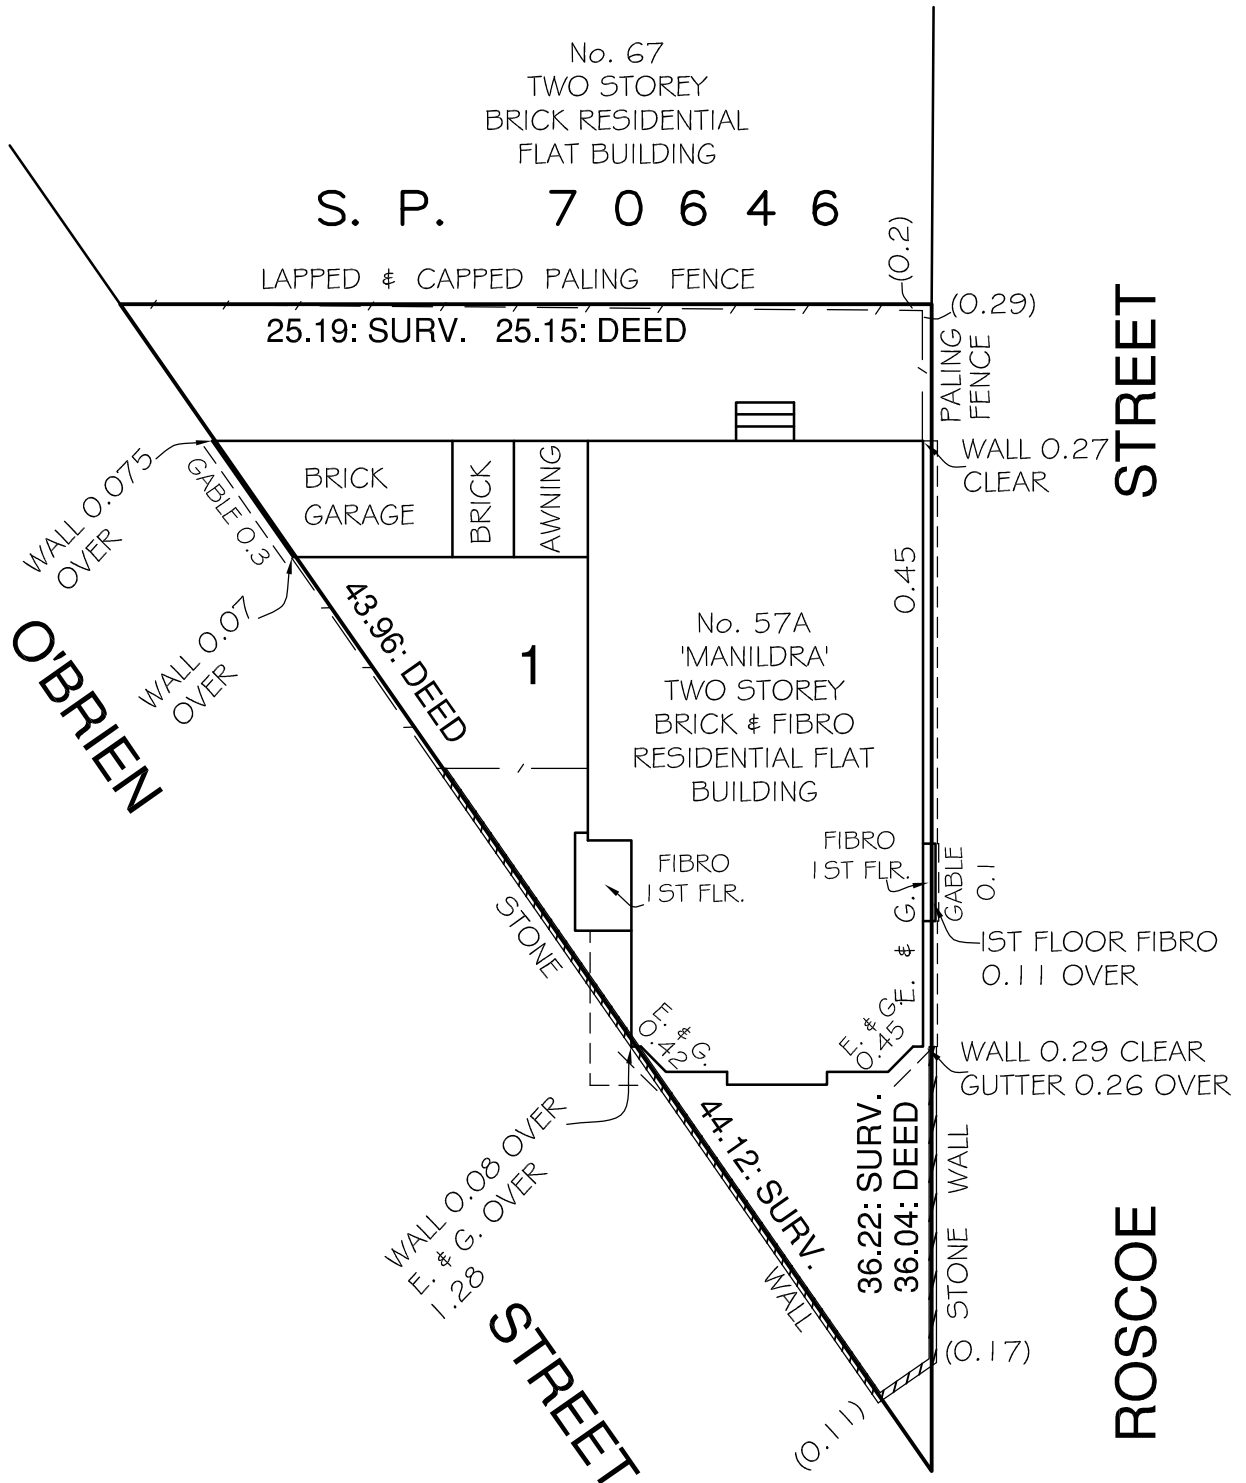 No. 67
TWO STOREY
BRICK RESIDENTIAL
FLAT BUILDING
S. P. 70646
LAPPED & CAPPED PALING FENCE
(0.2)
(0.29)
25.19: SURV. 25.15: DEED
PALING
FENCE
STREET
WALL 0.27
CLEAR
WALL 0.075
OVER
GABLE 0.3
BRICK
GARAGE
BRICK
AWNING
0.45
WALL 0.07
OVER
43.96: DEED
1
No. 57A
'MANILDRA'
TWO STOREY
BRICK & FIBRO
RESIDENTIAL FLAT
BUILDING
O'BRIEN
FIBRO
1ST FLR.
FIBRO
1ST FLR.
GABLE
0.1
E. & G.
STONE
1ST FLOOR FIBRO
0.11 OVER
E. & G.
0.42
E. & G.
0.45
WALL 0.29 CLEAR
GUTTER 0.26 OVER
WALL 0.08 OVER
E. & G. OVER
1.28
44.12: SURV.
36.22: SURV.
36.04: DEED
STONE WALL
WALL
STREET
ROSCOE
(0.17)
(0.11)